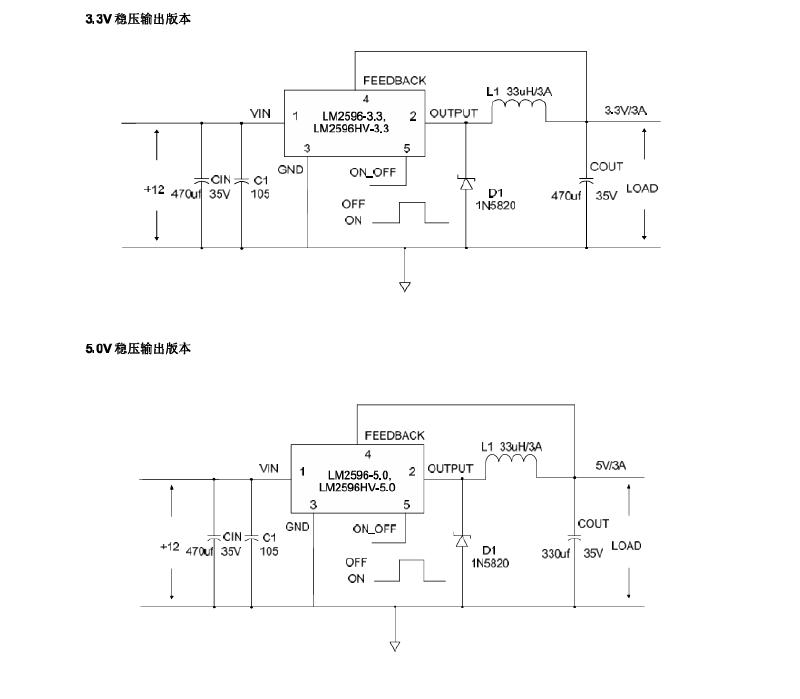 3.3V 稳压输出版本
FEEDBACK
4
L1 33uH/3A
VIN
1
LM2596-3.3,
LM2596HV-3.3
2
OUTPUT
3.3V/3A
3
5
GND
ON_OFF
+12
CIN
470uf 35V
C1
105
OFF
ON
D1
1N5820
COUT
470uf 35V
LOAD
5.0V 稳压输出版本
FEEDBACK
4
L1 33uH/3A
VIN
1
LM2596-5.0,
LM2596HV-5.0
2
OUTPUT
5V/3A
3
5
GND
ON_OFF
+12
CIN
470uf 35V
C1
105
OFF
ON
D1
1N5820
COUT
330uf 35V
LOAD